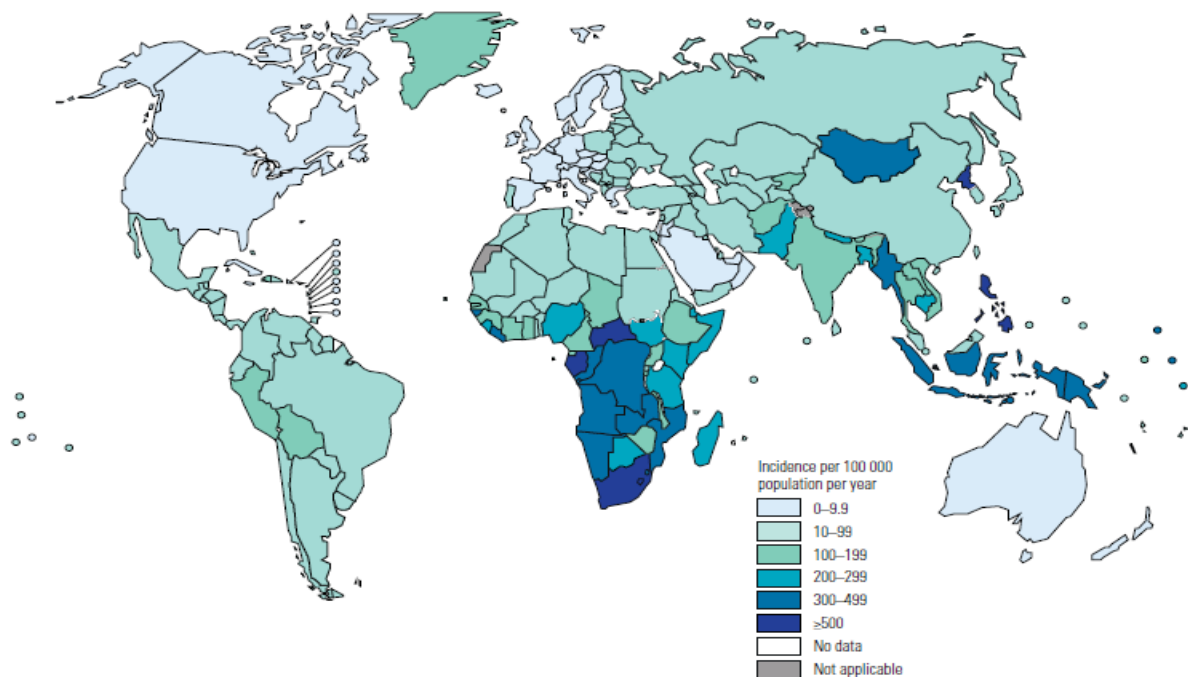 Incidence per 100 000
population per year
0–9.9
10–99
100–199
200–299
300–499
≥500
No data
Not applicable